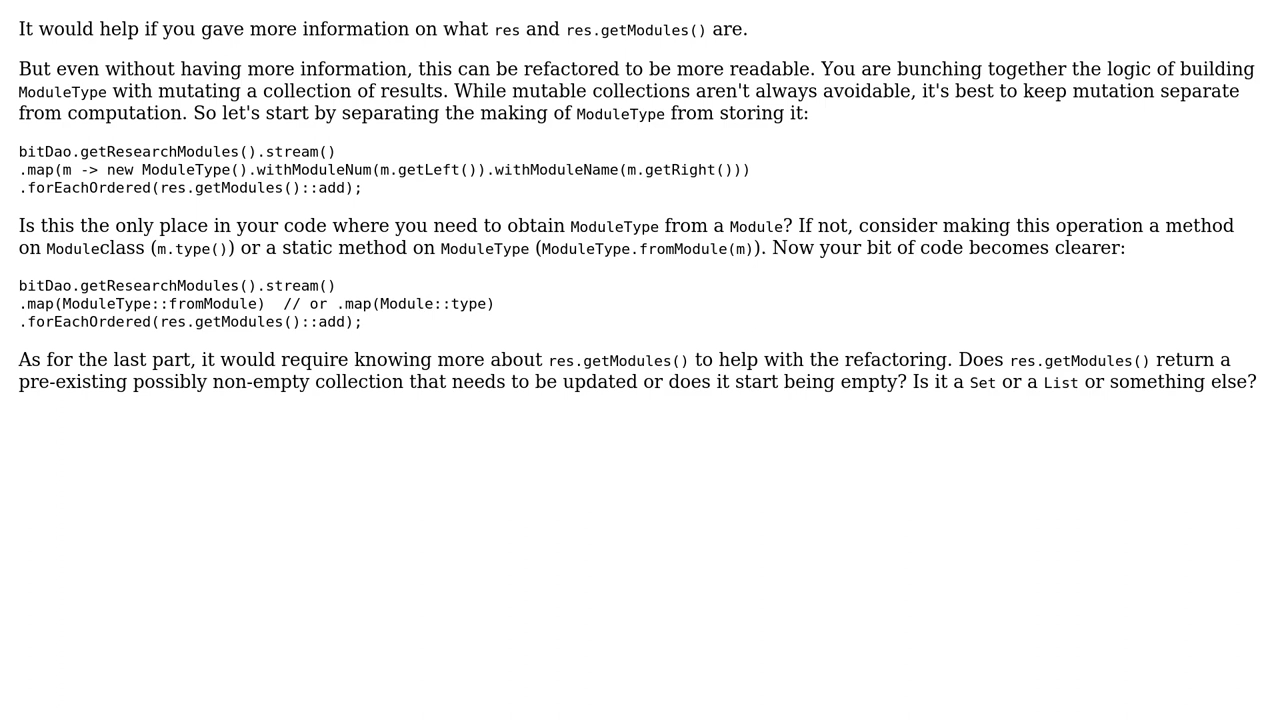 It would help if you gave more information on what res and res.getModules() are.
But even without having more information, this can be refactored to be more readable. You are bunching together the logic of building
ModuleType with mutating a collection of results. While mutable collections aren't always avoidable, it's best to keep mutation separate
from computation. So let's start by separating the making of ModuleType from storing it:
bitDao.getResearchModules().stream()
.map(m -> new ModuleType().withModuleNum(m.getLeft()).withModuleName(m.getRight()))
.forEachOrdered(res.getModules()::add);
Is this the only place in your code where you need to obtain ModuleType from a Module? If not, consider making this operation a method
on Moduleclass (m.type()) or a static method on ModuleType (ModuleType.fromModule(m)). Now your bit of code becomes clearer:
bitDao.getResearchModules().stream()
.map(ModuleType::fromModule)  // or .map(Module::type)
.forEachOrdered(res.getModules()::add);
As for the last part, it would require knowing more about res.getModules() to help with the refactoring. Does res.getModules() return a
pre-existing possibly non-empty collection that needs to be updated or does it start being empty? Is it a Set or a List or something else?